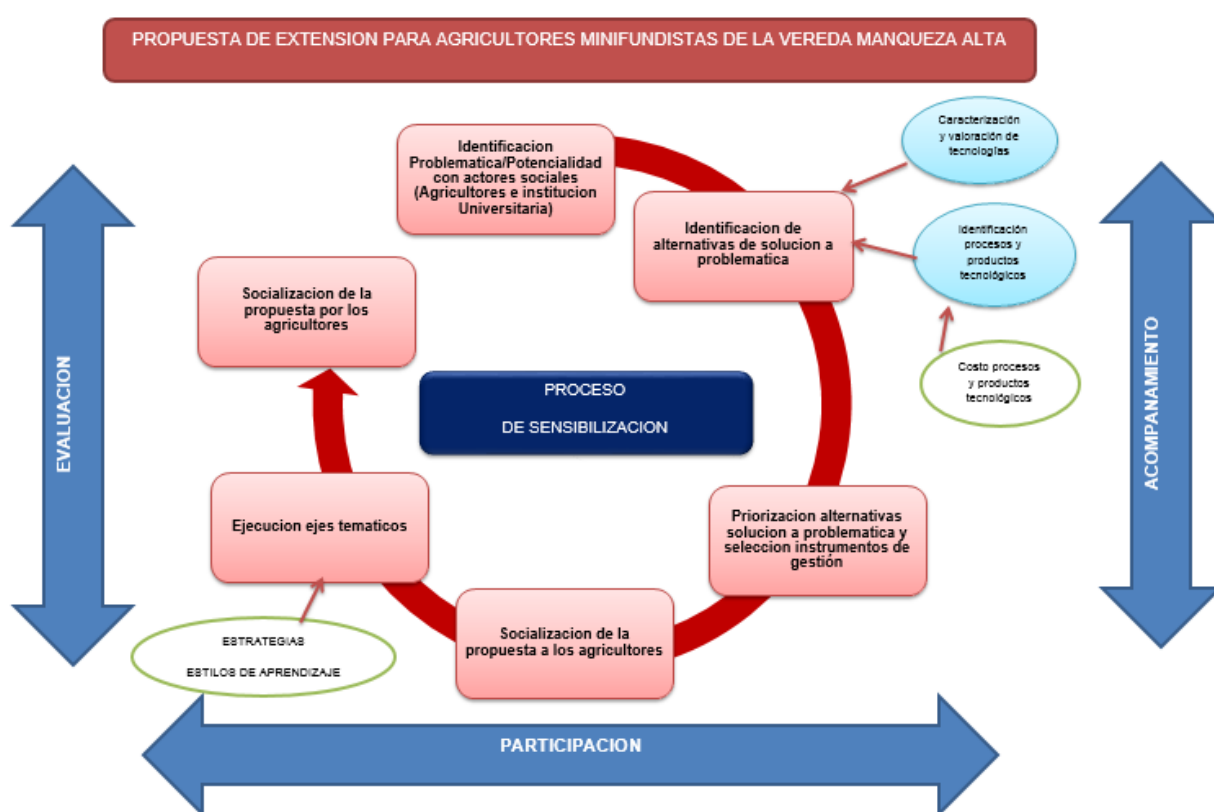 PROPUESTA DE EXTENSION PARA AGRICULTORES MINIFUNDISTAS DE LA VEREDA MANQUEZA ALTA
Identificacion
Problematica/Potencialidad
con actores sociales
(Agricultores e institucion
Universitaria)
Caracterización
y valoración de
tecnologías
Identificacion de
alternativas de solucion a
problematica
Identificación
procesos y
productos
tecnológicos
Costo procesos
y productos
tecnológicos
Socializacion de la
propuesta por los
agricultores
PROCESO
DE SENSIBILIZACION
EVALUACION
ACOMPANAMIENTO
Ejecucion ejes tematicos
Priorizacion alternativas
solucion a problematica y
seleccion instrumentos de
gestión
Socializacion de la
propuesta a los agricultores
ESTRATEGIAS
ESTILOS DE APRENDIZAJE
PARTICIPACION